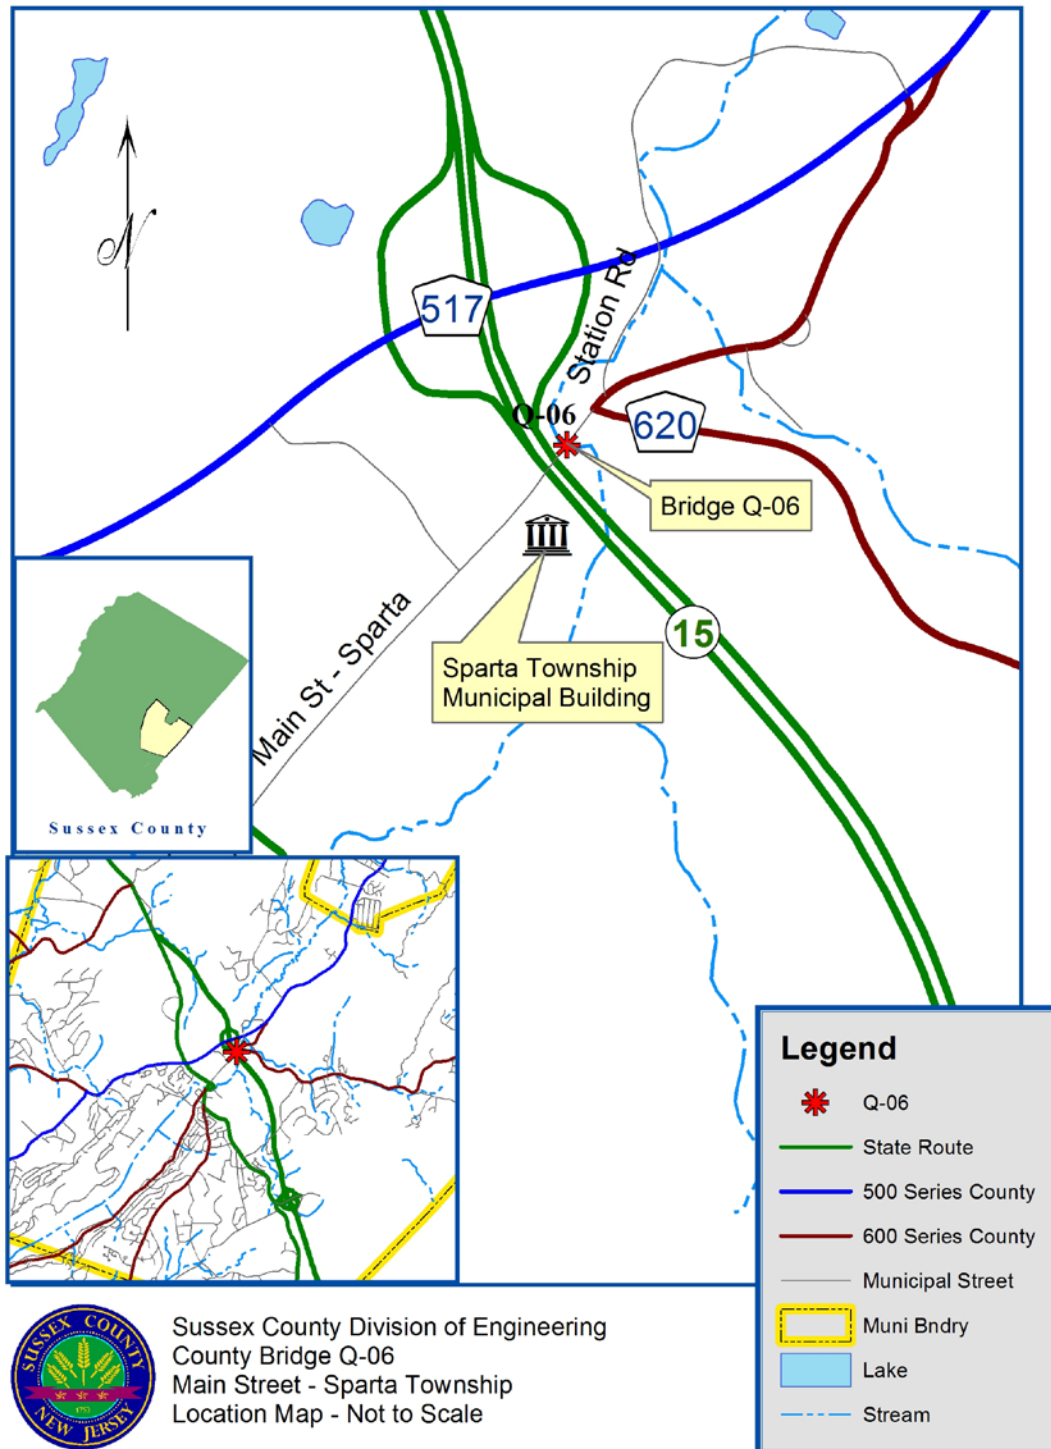 N
517
Station Rd
Q-06
620
Bridge Q-06
15
Main St - Sparta
Sparta Township
Municipal Building
Sussex County
Legend
Q-06
State Route
500 Series County
600 Series County
Municipal Street
Muni Bndry
Lake
Stream
SUSSEX COUNTY
1753
NEW JERSEY
Sussex County Division of Engineering
County Bridge Q-06
Main Street - Sparta Township
Location Map - Not to Scale